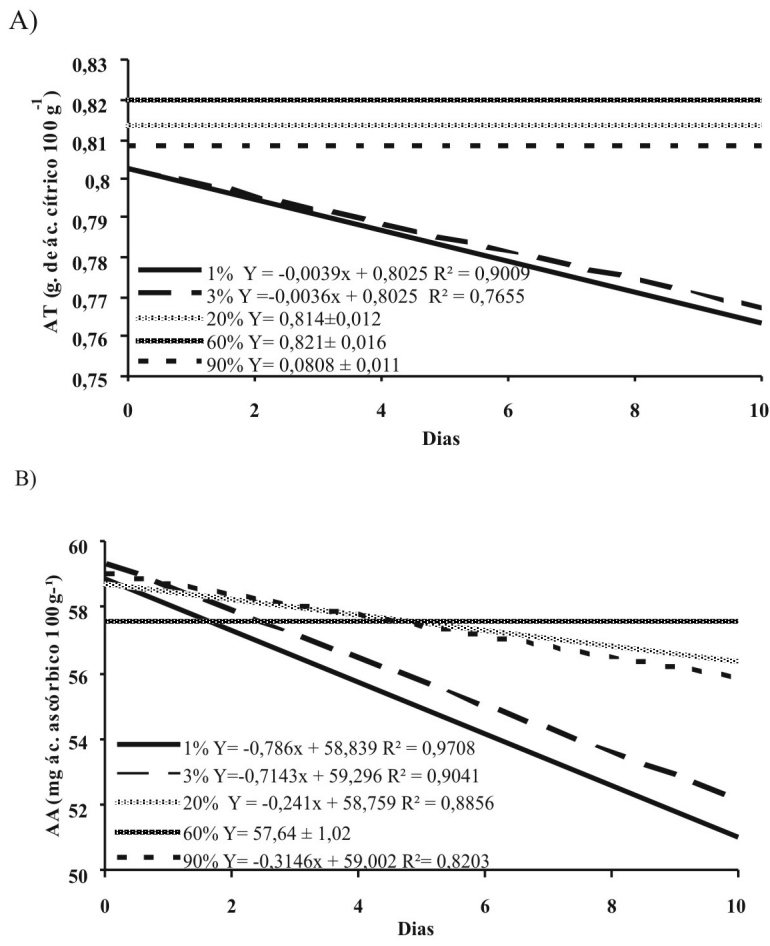 A)
AT (g. de ác. cítrico 100 g⁻¹)
0,83
0,82
0,81
0,8
0,79
0,78
0,77
0,76
0,75
1% Y = -0,0039x + 0,8025 R² = 0,9009
3% Y =-0,0036x + 0,8025 R² = 0,7655
20% Y= 0,814±0,012
60% Y= 0,821± 0,016
90% Y= 0,0808 ± 0,011
0 2 4 6 8 10
Dias
B)
AA (mg ác. ascórbico 100g-¹)
60
58
56
54
52
50
1% Y= -0,786x + 58,839 R² = 0,9708
3% Y=-0,7143x + 59,296 R² = 0,9041
20% Y = -0,241x + 58,759 R² = 0,8856
60% Y= 57,64 ± 1,02
90% Y= -0,3146x + 59,002 R²= 0,8203
0 2 4 6 8 10
Dias